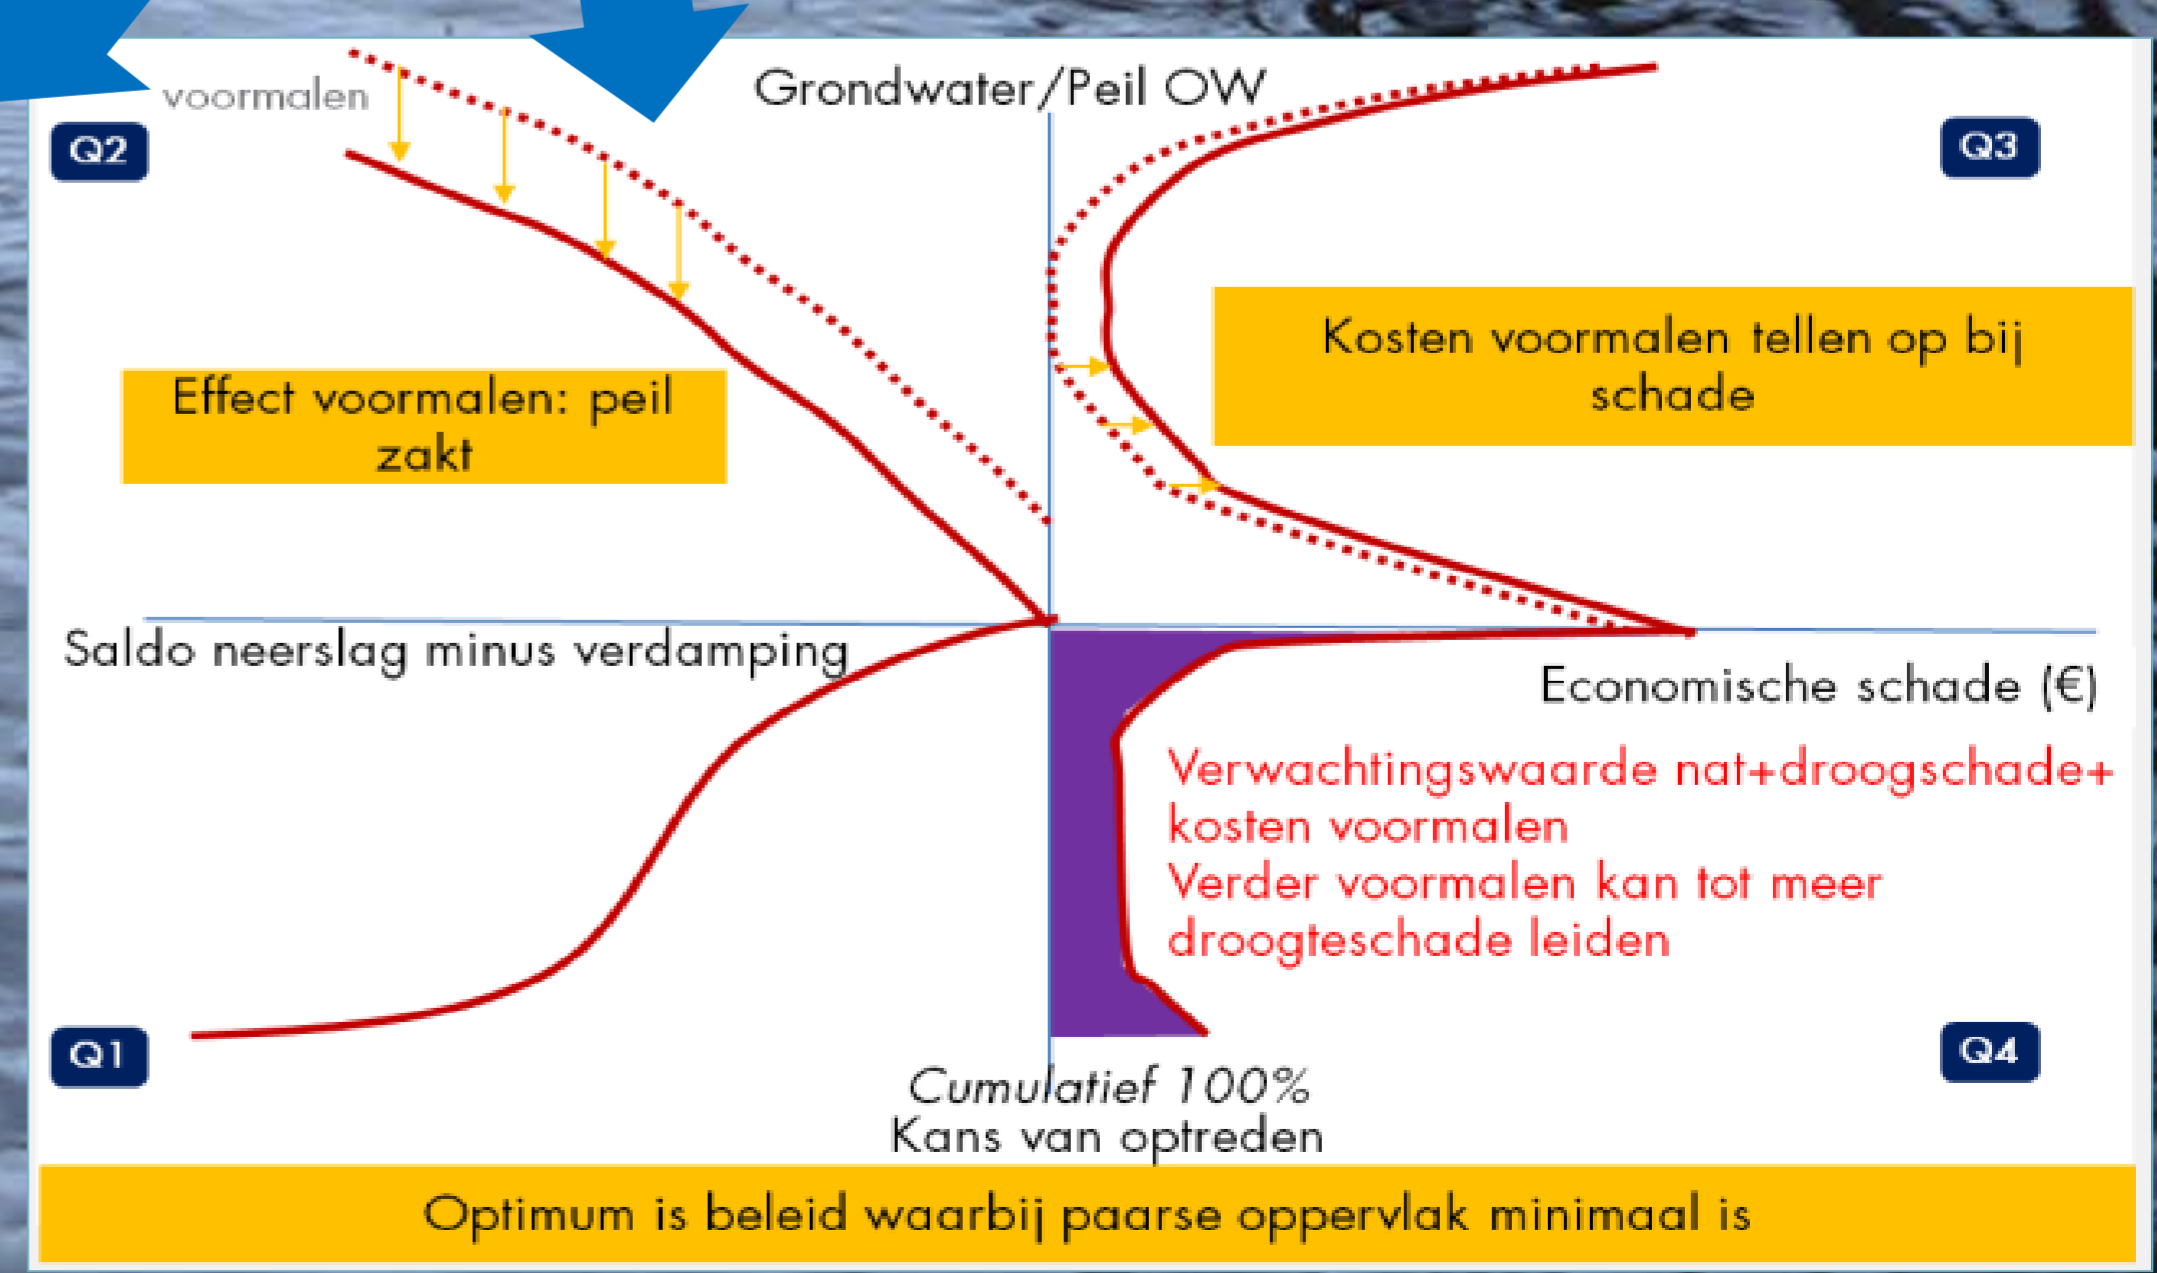 voormalen
Grondwater/Peil OW
Q2
Q3
Kosten voormalen tellen op bij
schade
Effect voormalen: peil
zakt
Saldo neerslag minus verdamping
Economische schade (€)
Verwachtingswaarde nat+droogschade+
kosten voormalen
Verder voormalen kan tot meer
droogteschade leiden
Q1
Q4
Cumulatief 100%
Kans van optreden
Optimum is beleid waarbij paarse oppervlak minimaal is